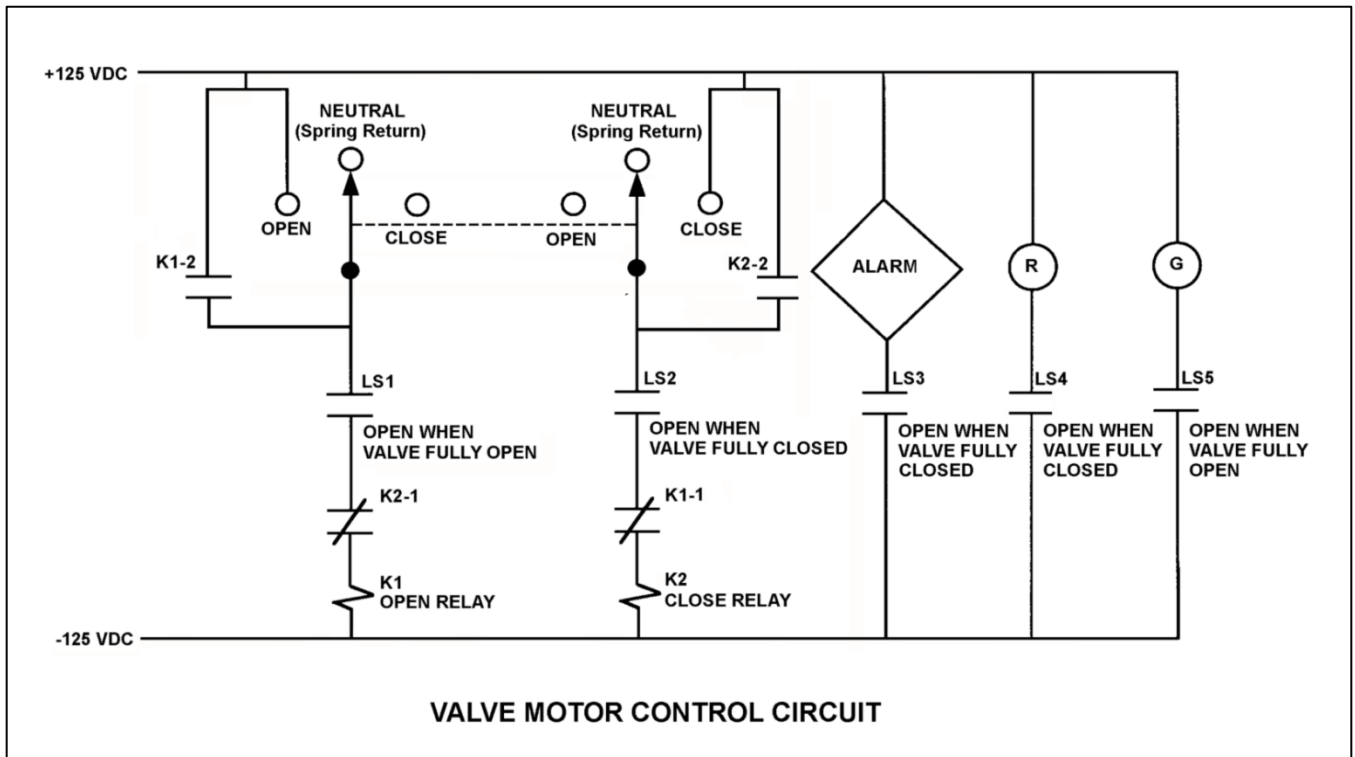 +125 VDC
NEUTRAL
(Spring Return)
NEUTRAL
(Spring Return)
OPEN
CLOSE
OPEN
CLOSE
K1-2
K2-2
ALARM
R
G
LS1
OPEN WHEN
VALVE FULLY OPEN
LS2
OPEN WHEN
VALVE FULLY CLOSED
LS3
OPEN WHEN
VALVE FULLY
CLOSED
LS4
OPEN WHEN
VALVE FULLY
CLOSED
LS5
OPEN WHEN
VALVE FULLY
OPEN
K2-1
K1-1
K1
OPEN RELAY
K2
CLOSE RELAY
-125 VDC
VALVE MOTOR CONTROL CIRCUIT